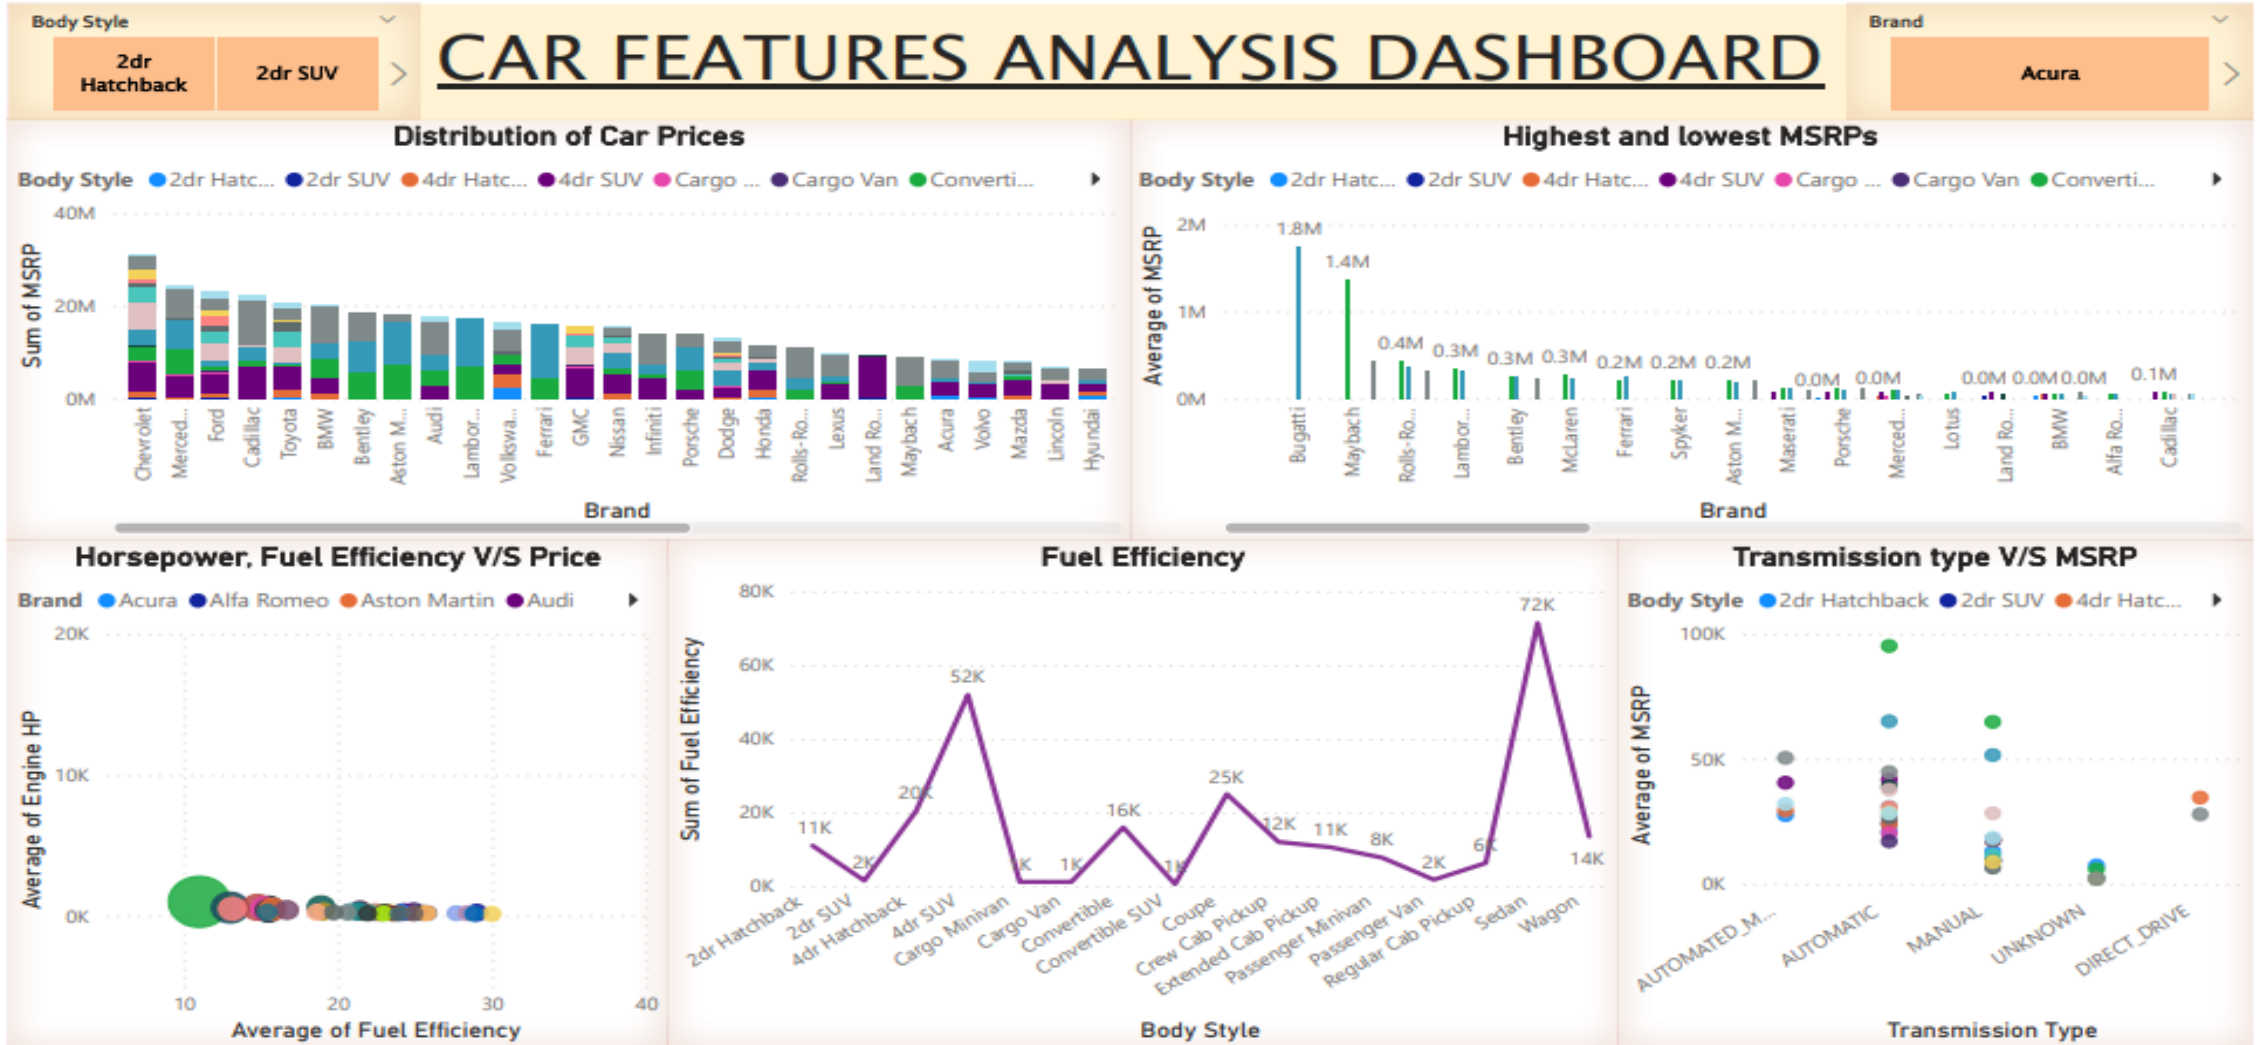 Body Style
2dr Hatchback
2dr SUV
CAR FEATURES ANALYSIS DASHBOARD
Brand
Acura
Distribution of Car Prices
Body Style 2dr Hatc... 2dr SUV 4dr Hatc... 4dr SUV Cargo ... Cargo Van Converti...
Sum of MSRP
40M
20M
0M
Chevrolet Merced... Ford Cadillac Toyota BMW Bentley Aston M... Audi Lambor... Volkswa... Ferrari GMC Nissan Infiniti Porsche Dodge Honda Rolls-Ro... Lexus Land Ro... Maybach Acura Volvo Mazda Lincoln Hyundai
Brand
Highest and lowest MSRPs
Body Style 2dr Hatc... 2dr SUV 4dr Hatc... 4dr SUV Cargo ... Cargo Van Converti...
Average of MSRP
2M
1M
0M
1.8M 1.4M 0.4M 0.3M 0.3M 0.3M 0.2M 0.2M 0.2M 0.0M 0.0M 0.0M 0.0M 0.0M 0.1M
Bugatti Maybach Rolls-Ro... Lambor... Bentley McLaren Ferrari Spyker Aston M... Maserati Porsche Merced... Lotus Land Ro... BMW Alfa Ro... Cadillac
Brand
Horsepower, Fuel Efficiency V/S Price
Brand Acura Alfa Romeo Aston Martin Audi
Average of Engine HP
20K
10K
0K
10 20 30 40
Average of Fuel Efficiency
Fuel Efficiency
Sum of Fuel Efficiency
80K
60K
40K
20K
0K
11K 2K 20K 52K 1K 1K 16K 1K 25K 12K 11K 8K 2K 6K 72K 14K
2dr Hatchback 2dr SUV 4dr Hatchback 4dr SUV Cargo Minivan Cargo Van Convertible Convertible SUV Coupe Crew Cab Pickup Extended Cab Pickup Passenger Minivan Passenger Van Regular Cab Pickup Sedan Wagon
Body Style
Transmission type V/S MSRP
Body Style 2dr Hatchback 2dr SUV 4dr Hatc...
Average of MSRP
100K
50K
0K
AUTOMATED_M... AUTOMATIC MANUAL UNKNOWN DIRECT_DRIVE
Transmission Type